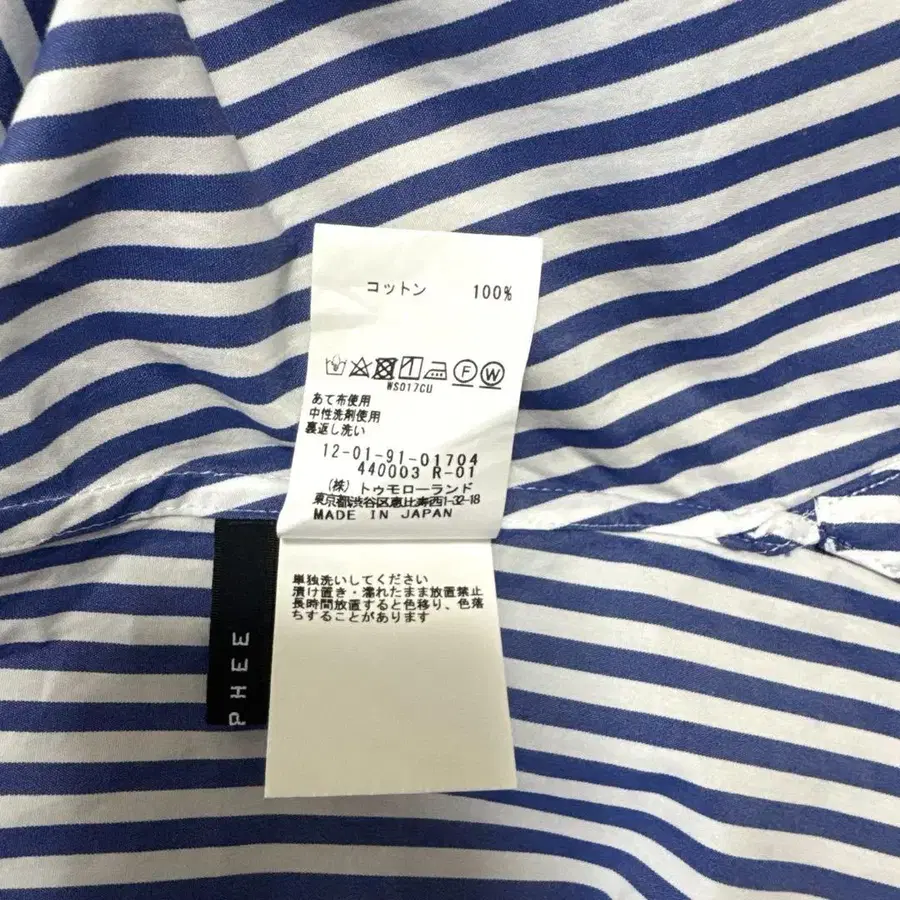 コットン 100%
F W
WS017CU
あて布使用
中性洗剤使用
裏返し洗い
12-01-91-01704
440003 R-01
(株) トゥモローランド
東京都渋谷区恵比寿西1-32-18
MADE IN JAPAN
単独洗いしてください
漬け置き・濡れたまま放置禁止
長時間放置すると色移り、色落
ちすることがあります
PHEE